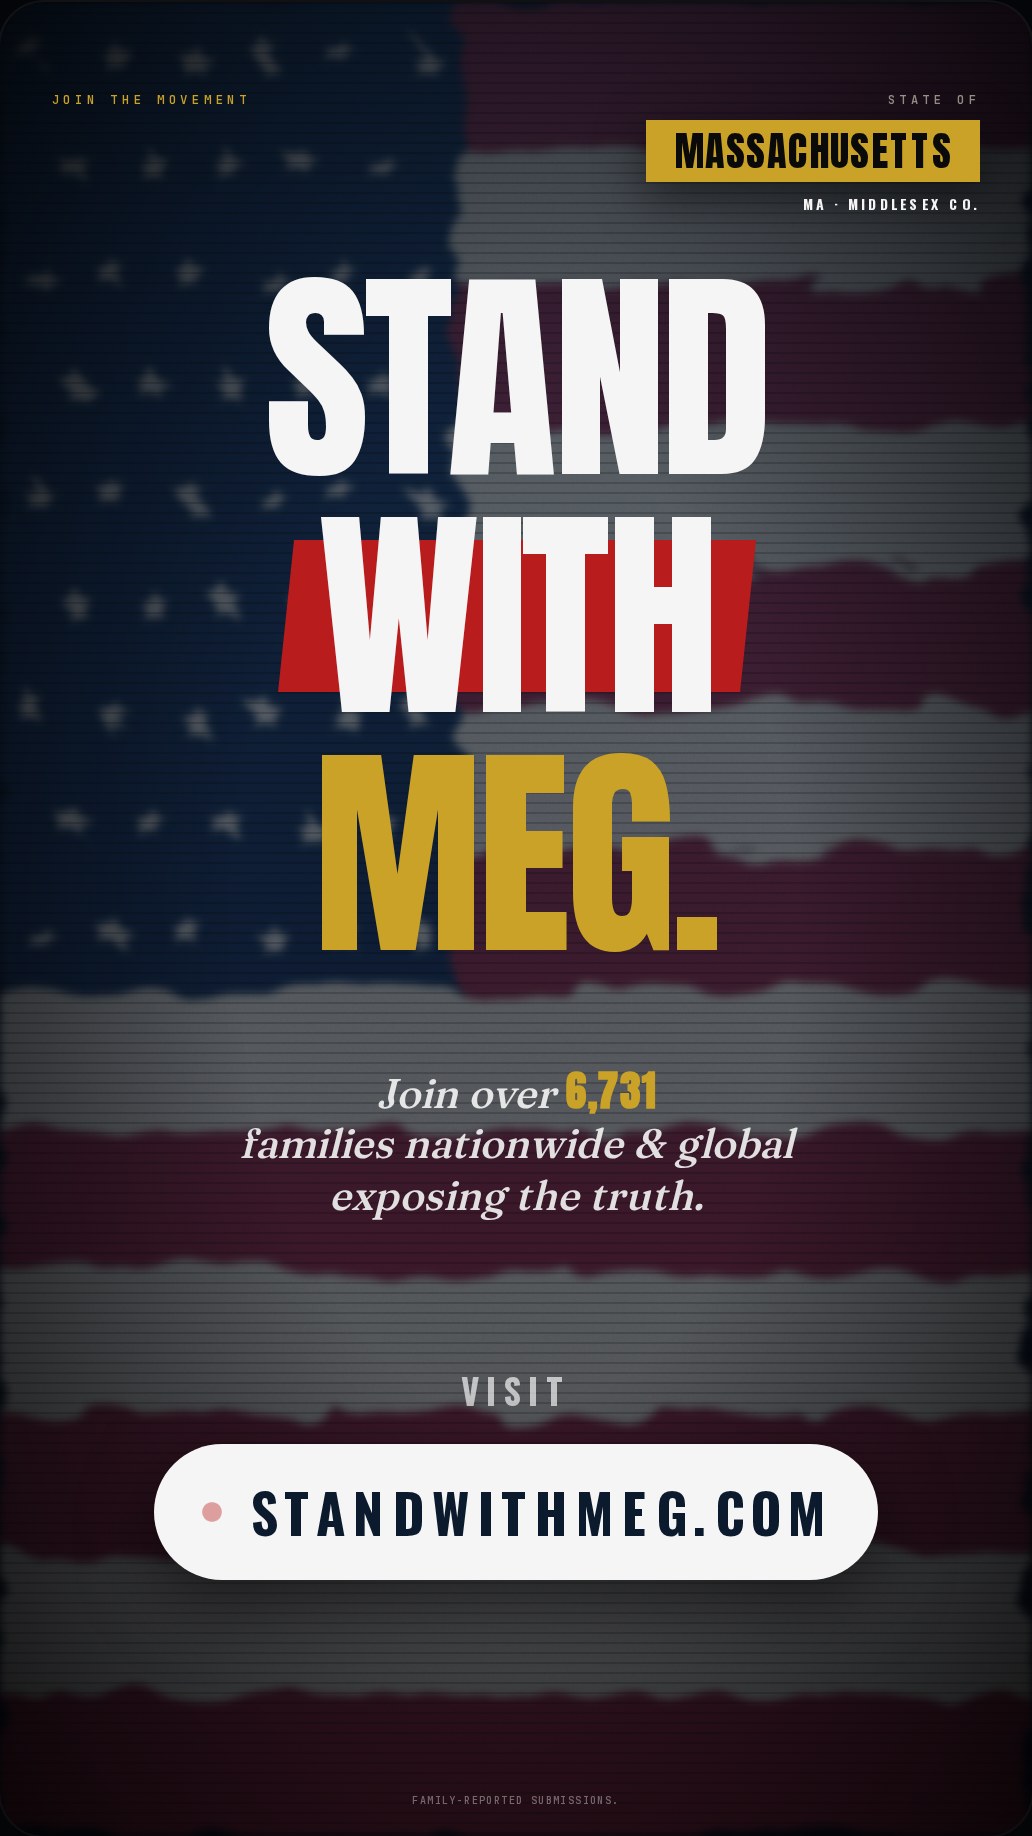 JOIN THE MOVEMENT
STATE OF
MASSACHUSETTS
MA · MIDDLESEX CO.
STAND
WITH
MEG.
Join over 6,731
families nationwide & global
exposing the truth.
VISIT
STANDWITHMEG.COM
FAMILY-REPORTED SUBMISSIONS.